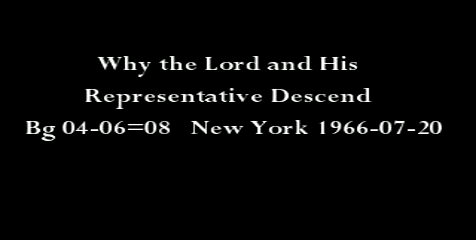 Why the Lord and His
Representative Descend
Bg 04-06=08 New York 1966-07-20